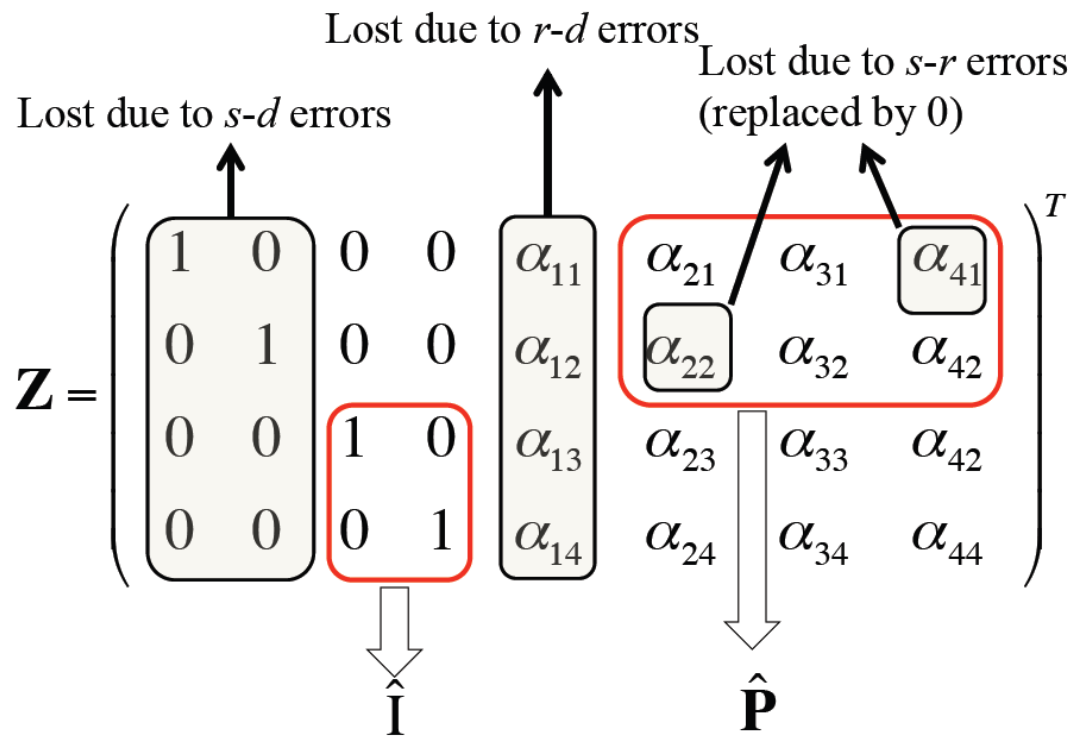 Lost due to r-d errors
Lost due to s-r errors
(replaced by 0)
Lost due to s-d errors
T
1 0 0 0 α11 α21 α31 α41
0 1 0 0 α12 α22 α32 α42
Z =
0 0 1 0 α13 α23 α33 α42
0 0 0 1 α14 α24 α34 α44
Î
P̂